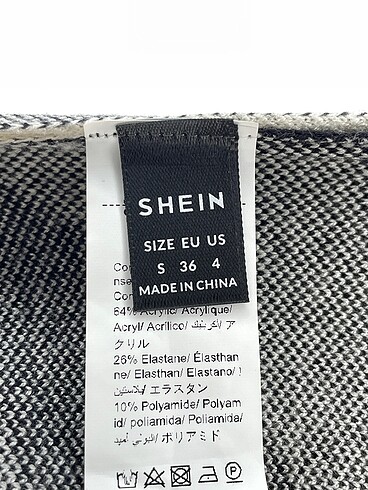 SHEIN
SIZE EU US
S 36 4
MADE IN CHINA
64% Acrylic/ Acrylique/
Acryl/ Acrílico/ الكريليك/ ア
クリル
26% Elastane/ Élasthan
ne/ Elasthan/ Elastano/
إيلاستين/ エラスタン
10% Polyamide/ Polyam
id/ poliamida/ Poliamida/
بولي أميد/ ポリアミド